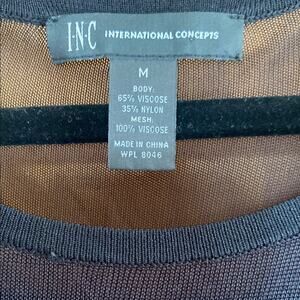 I·N·C INTERNATIONAL CONCEPTS
M
BODY:
65% VISCOSE
35% NYLON
MESH:
100% VISCOSE
MADE IN CHINA
WPL 8046